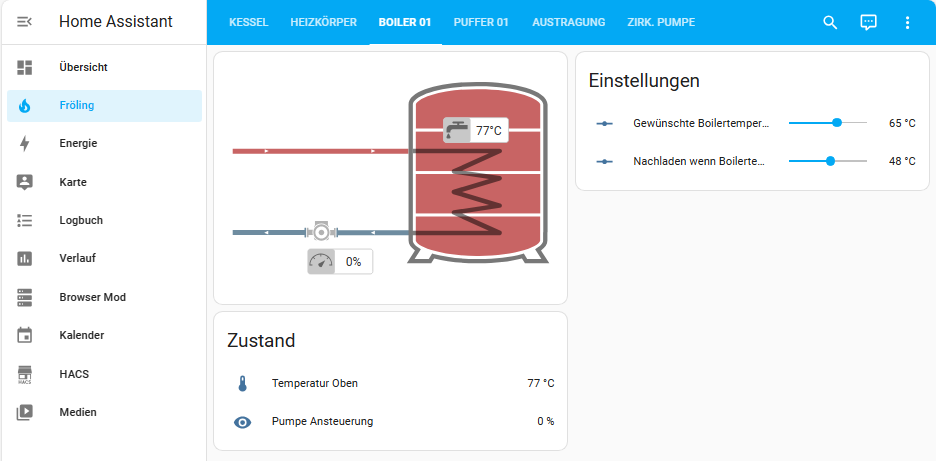 Home Assistant
KESSEL HEIZKÖRPER BOILER 01 PUFFER 01 AUSTRAGUNG ZIRK. PUMPE
Übersicht
Fröling
Energie
Karte
Logbuch
Verlauf
Browser Mod
Kalender
HACS
HACS
Medien
77°C
0%
Zustand
Temperatur Oben 77 °C
Pumpe Ansteuerung 0 %
Einstellungen
Gewünschte Boilertemper... 65 °C
Nachladen wenn Boilerte... 48 °C